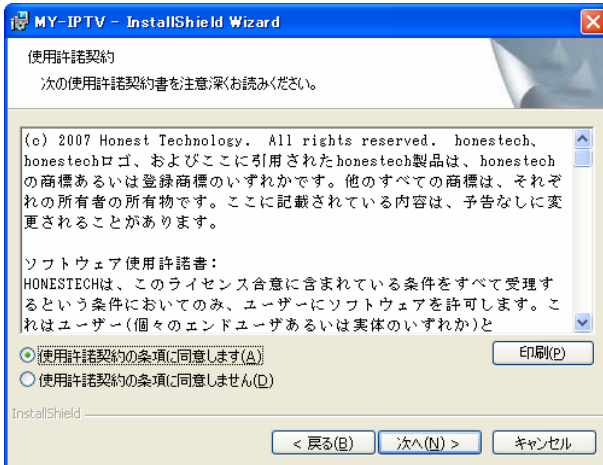 MY-IPTV - InstallShield Wizard
使用許諾契約
次の使用許諾契約書を注意深くお読みください。
(c) 2007 Honest Technology. All rights reserved. honestech、
honestechロゴ、およびここに引用されたhonestech製品は、honestech
の商標あるいは登録商標のいずれかです。他のすべての商標は、それぞ
れの所有者の所有物です。ここに記載されている内容は、予告なしに変
更されることがあります。
ソフトウェア使用許諾書:
HONESTECHは、このライセンス合意に含まれている条件をすべて受理す
るという条件においてのみ、ユーザーにソフトウェアを許可します。こ
れはユーザー(個々のエンドユーザあるいは実体のいずれか)と
使用許諾契約の条項に同意します(A)
印刷(P)
使用許諾契約の条項に同意しません(D)
InstallShield
< 戻る(B)
次へ(N) >
キャンセル